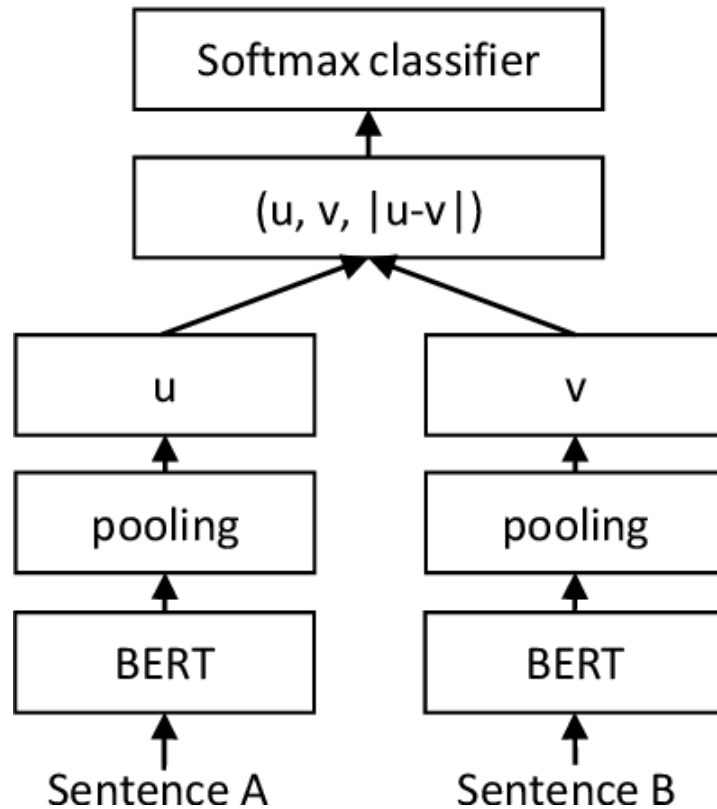 Softmax classifier
(u, v, |u-v|)
u
v
pooling
pooling
BERT
BERT
Sentence A
Sentence B